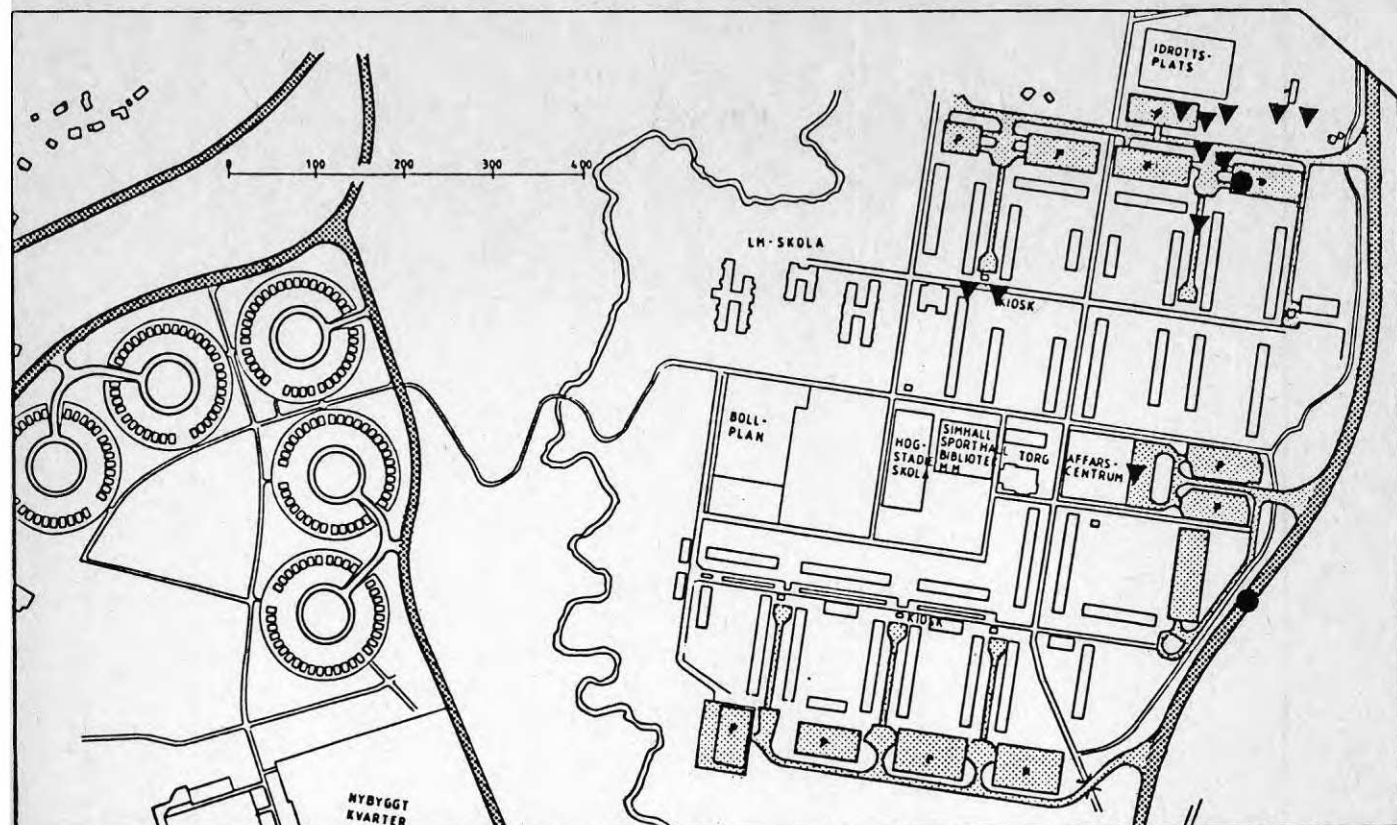 IDROTTS-
PLATS
P
P
P
P
P
P
0 100 200 300 400
LM-SKOLA
KIOSK
BOLL-
PLAN
HÖG-
STADIE
SKOLA
SIMHALL
SPORTHALL
BIBLIOTEK
M M
TORG
AFFÄRS-
CENTRUM
P
P
KIOSK
P
P
P
P
NYBYGGT
KVARTER